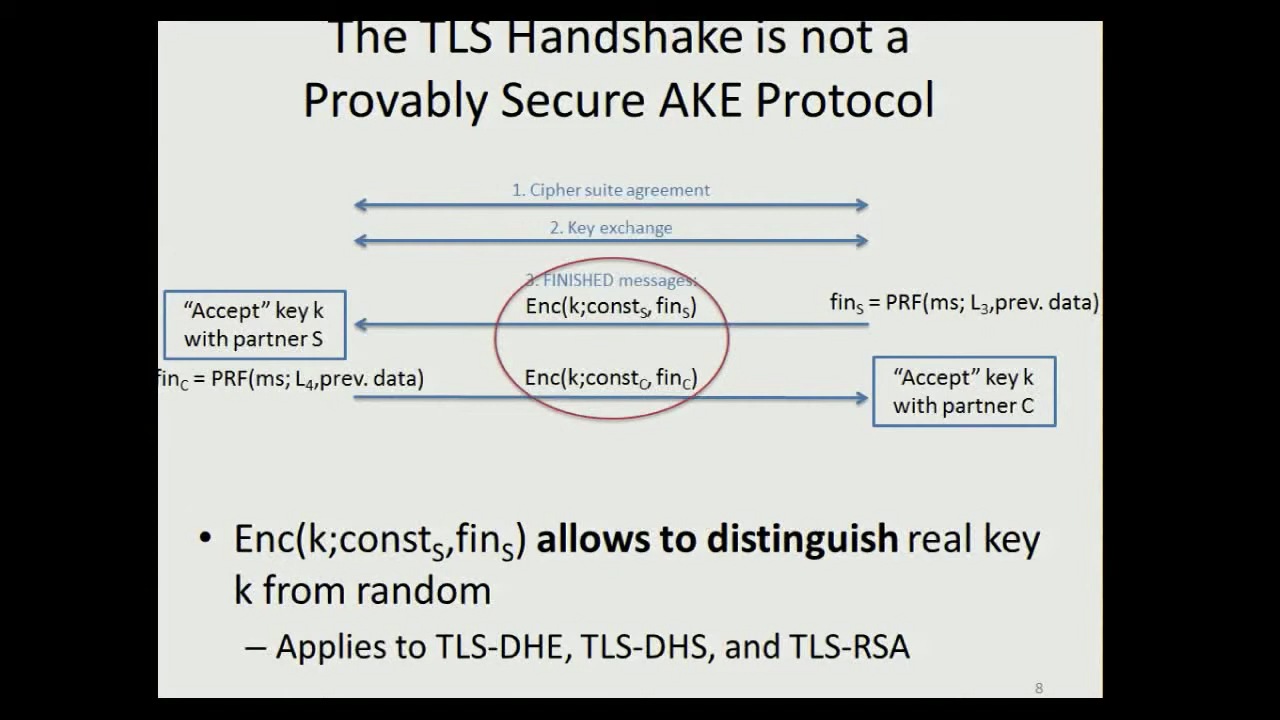 The TLS Handshake is not a
Provably Secure AKE Protocol
1. Cipher suite agreement
2. Key exchange
3. FINISHED messages:
"Accept" key k
with partner S
Enc(k;constS, finS)
finS = PRF(ms; L3,prev. data)
finC = PRF(ms; L4,prev. data)
Enc(k;constC, finC)
"Accept" key k
with partner C
• Enc(k;constS,finS) allows to distinguish real key
k from random
– Applies to TLS-DHE, TLS-DHS, and TLS-RSA
8